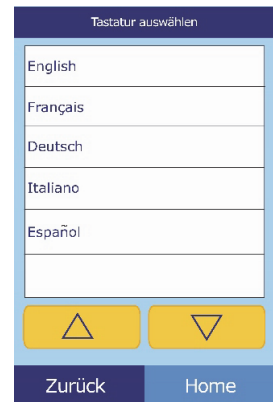 Tastatur auswählen
English
Français
Deutsch
Italiano
Español
Zurück Home